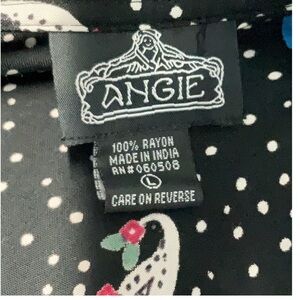 ANGIE
100% RAYON
MADE IN INDIA
RN#060508
L
CARE ON REVERSE